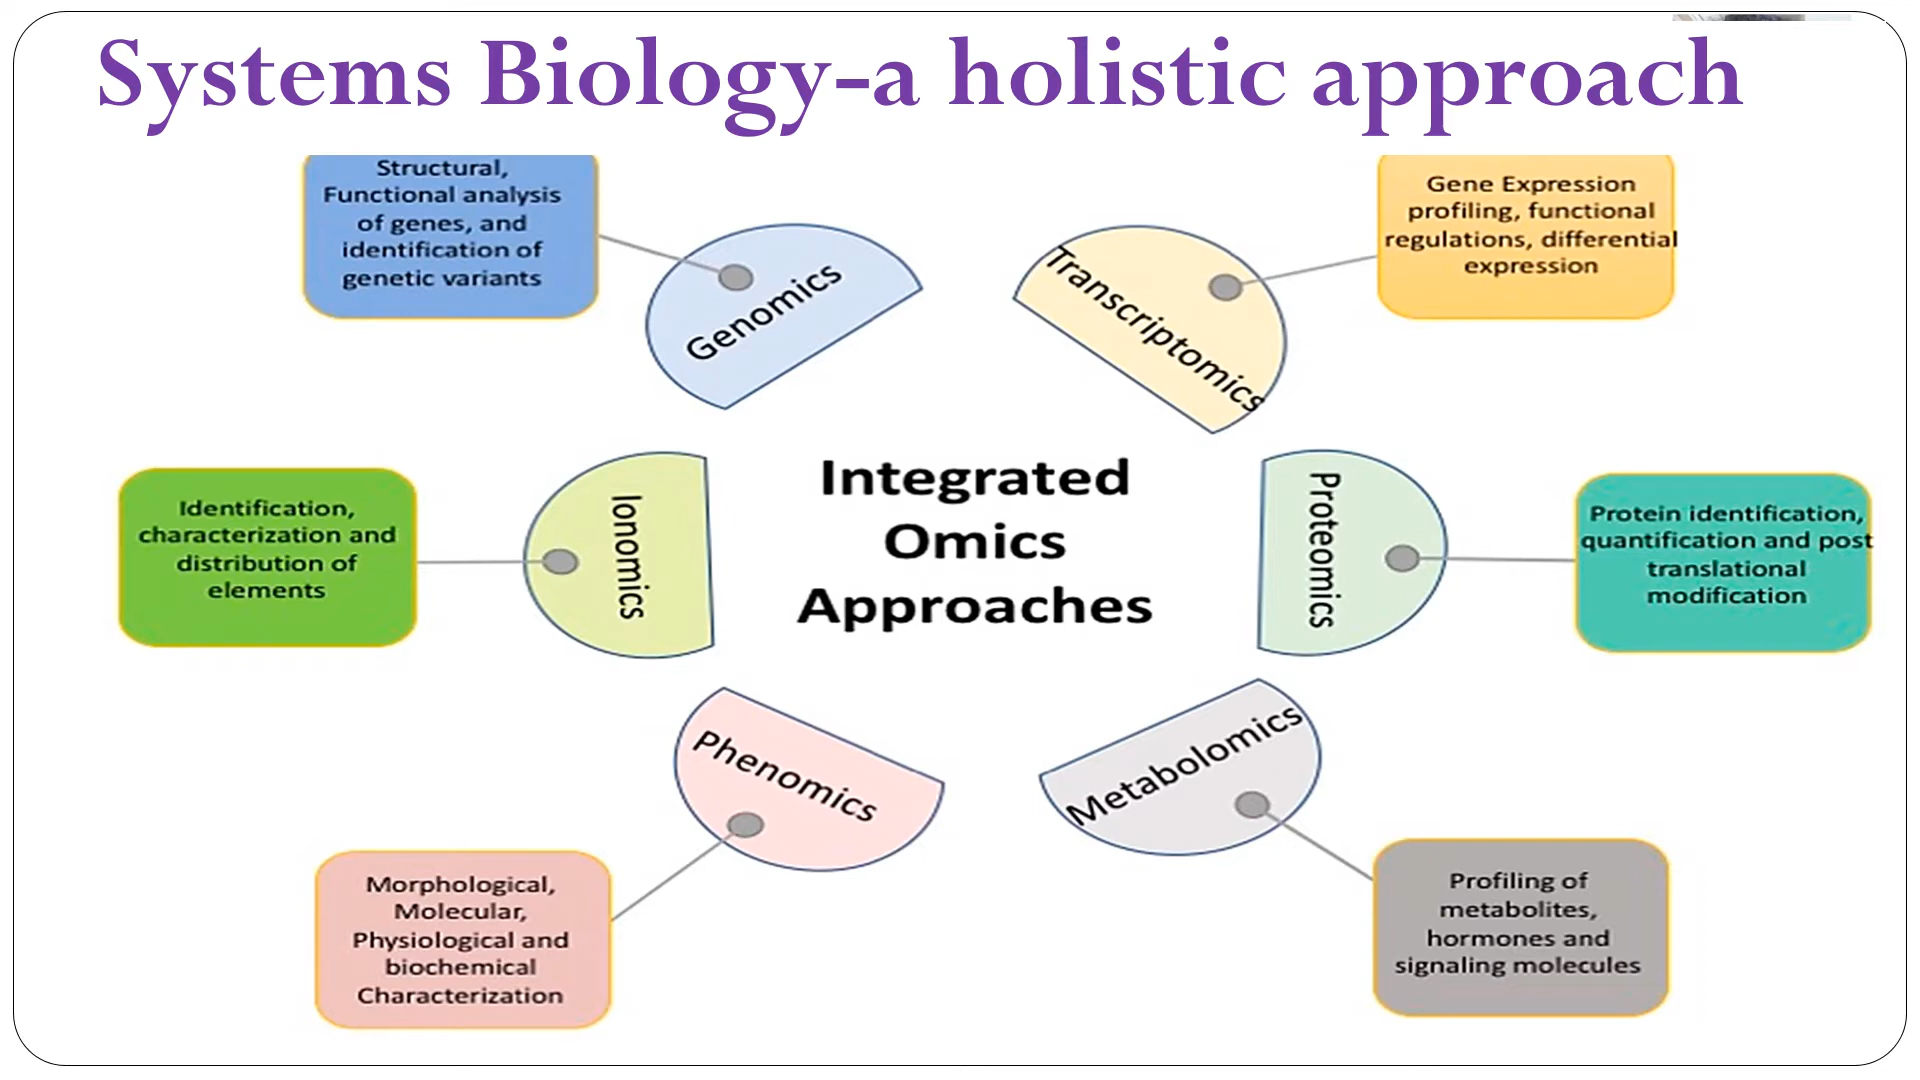 Systems Biology-a holistic approach
Structural,
Functional analysis
of genes, and
identification of
genetic variants
Genomics
Transcriptomics
Gene Expression
profiling, functional
regulations, differential
expression
Identification,
characterization and
distribution of
elements
Ionomics
Integrated
Omics
Approaches
Proteomics
Protein identification,
quantification and post
translational
modification
Phenomics
Metabolomics
Morphological,
Molecular,
Physiological and
biochemical
Characterization
Profiling of
metabolites,
hormones and
signaling molecules